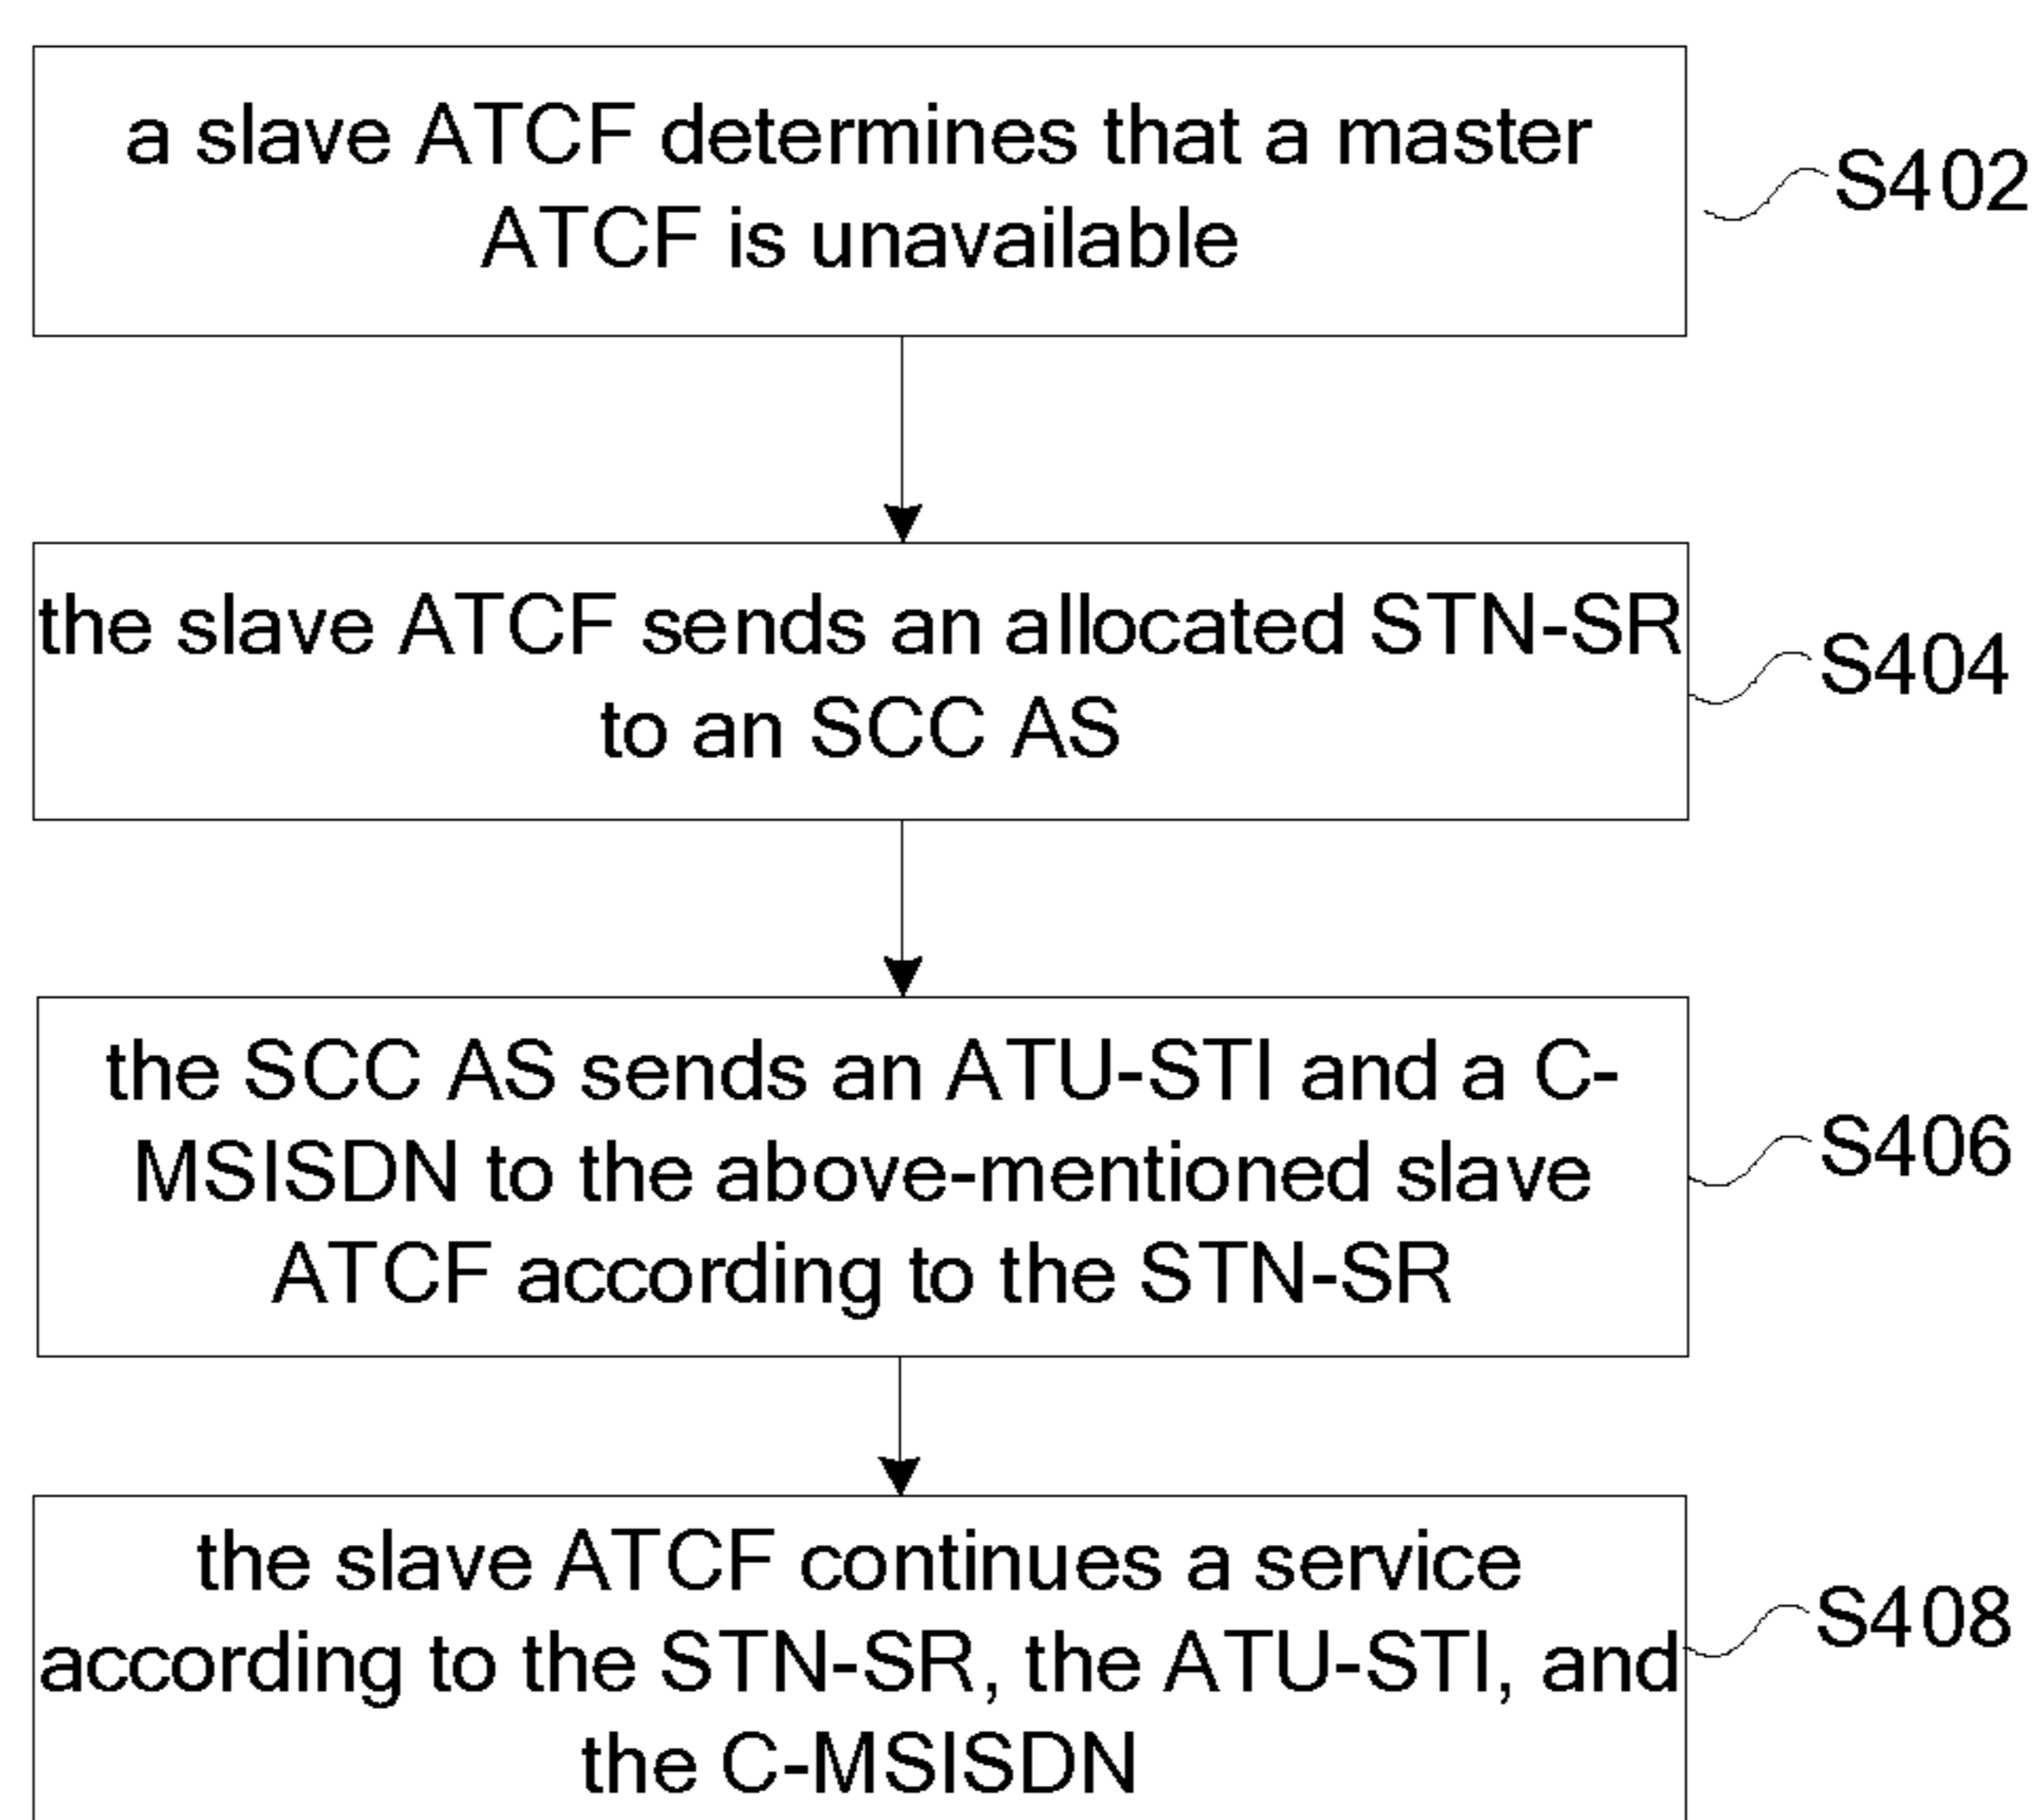 a slave ATCF determines that a master
ATCF is unavailable
S402
the slave ATCF sends an allocated STN-SR
to an SCC AS
S404
the SCC AS sends an ATU-STI and a C-
MSISDN to the above-mentioned slave
ATCF according to the STN-SR
S406
the slave ATCF continues a service
according to the STN-SR, the ATU-STI, and
the C-MSISDN
S408